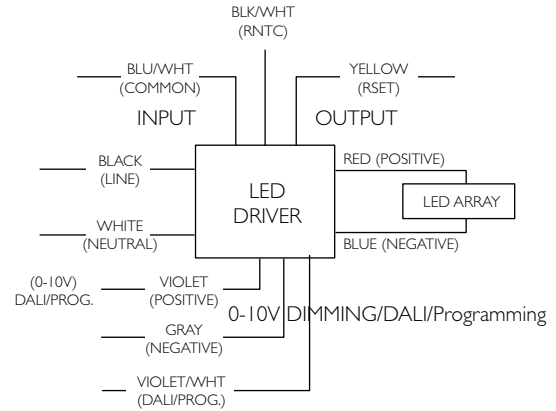 BLK/WHT
(RNTC)
BLU/WHT
(COMMON)
YELLOW
(RSET)
INPUT
OUTPUT
BLACK
(LINE)
RED (POSITIVE)
LED
DRIVER
LED ARRAY
WHITE
(NEUTRAL)
BLUE (NEGATIVE)
(0-10V)
DALI/PROG.
VIOLET
(POSITIVE)
0-10V DIMMING/DALI/Programming
GRAY
(NEGATIVE)
VIOLET/WHT
(DALI/PROG.)